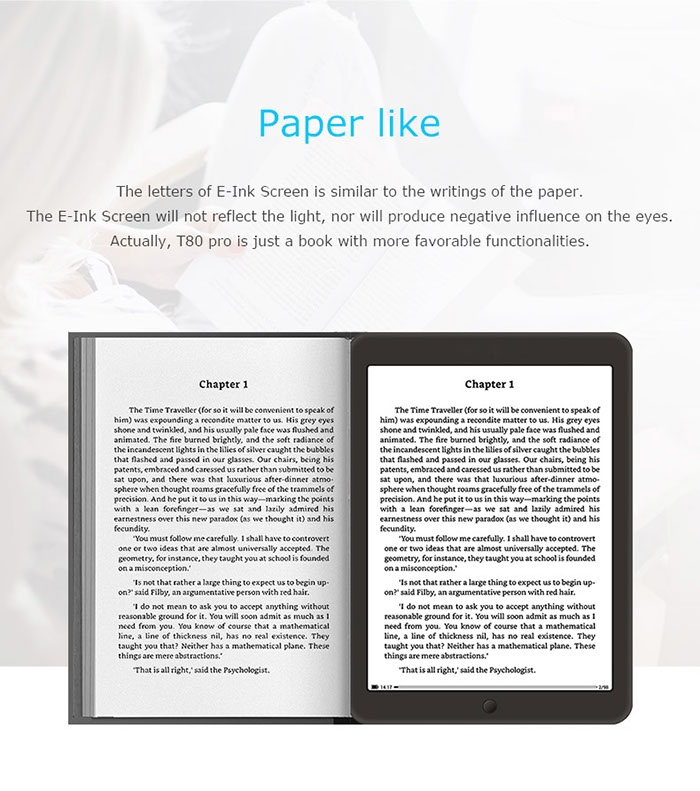 Paper like
The letters of E-Ink Screen is similar to the writings of the paper.
The E-Ink Screen will not reflect the light, nor will produce negative influence on the eyes.
Actually, T80 pro is just a book with more favorable functionalities.
Chapter 1
The Time Traveller (for so it will be convenient to speak of
him) was expounding a recondite matter to us. His grey eyes
shone and twinkled, and his usually pale face was flushed and
animated. The fire burned brightly, and the soft radiance of
the incandescent lights in the lilies of silver caught the bubbles
that flashed and passed in our glasses. Our chairs, being his
patents, embraced and caressed us rather than submitted to be
sat upon, and there was that luxurious after-dinner atmo-
sphere when thought roams gracefully free of the trammels of
precision. And he put it to us in this way—marking the points
with a lean forefinger—as we sat and lazily admired his
earnestness over this new paradox (as we thought it) and his
fecundity.
'You must follow me carefully. I shall have to controvert
one or two ideas that are almost universally accepted. The
geometry, for instance, they taught you at school is founded
on a misconception.'
'Is not that rather a large thing to expect us to begin up-
on?' said Filby, an argumentative person with red hair.
'I do not mean to ask you to accept anything without
reasonable ground for it. You will soon admit as much as I
need from you. You know of course that a mathematical
line, a line of thickness nil, has no real existence. They
taught you that? Neither has a mathematical plane. These
things are mere abstractions.'
'That is all right,' said the Psychologist.
Chapter 1
The Time Traveller (for so it will be convenient to speak of
him) was expounding a recondite matter to us. His grey eyes
shone and twinkled, and his usually pale face was flushed and
animated. The fire burned brightly, and the soft radiance of
the incandescent lights in the lilies of silver caught the bubbles
that flashed and passed in our glasses. Our chairs, being his
patents, embraced and caressed us rather than submitted to be
sat upon, and there was that luxurious after-dinner atmo-
sphere when thought roams gracefully free of the trammels of
precision. And he put it to us in this way—marking the points
with a lean forefinger—as we sat and lazily admired his
earnestness over this new paradox (as we thought it) and his
fecundity.
'You must follow me carefully. I shall have to controvert
one or two ideas that are almost universally accepted. The
geometry, for instance, they taught you at school is founded
on a misconception.'
'Is not that rather a large thing to expect us to begin up-
on?' said Filby, an argumentative person with red hair.
'I do not mean to ask you to accept anything without
reasonable ground for it. You will soon admit as much as I
need from you. You know of course that a mathematical
line, a line of thickness nil, has no real existence. They
taught you that? Neither has a mathematical plane. These
things are mere abstractions.'
'That is all right,' said the Psychologist.
14.17 2/55